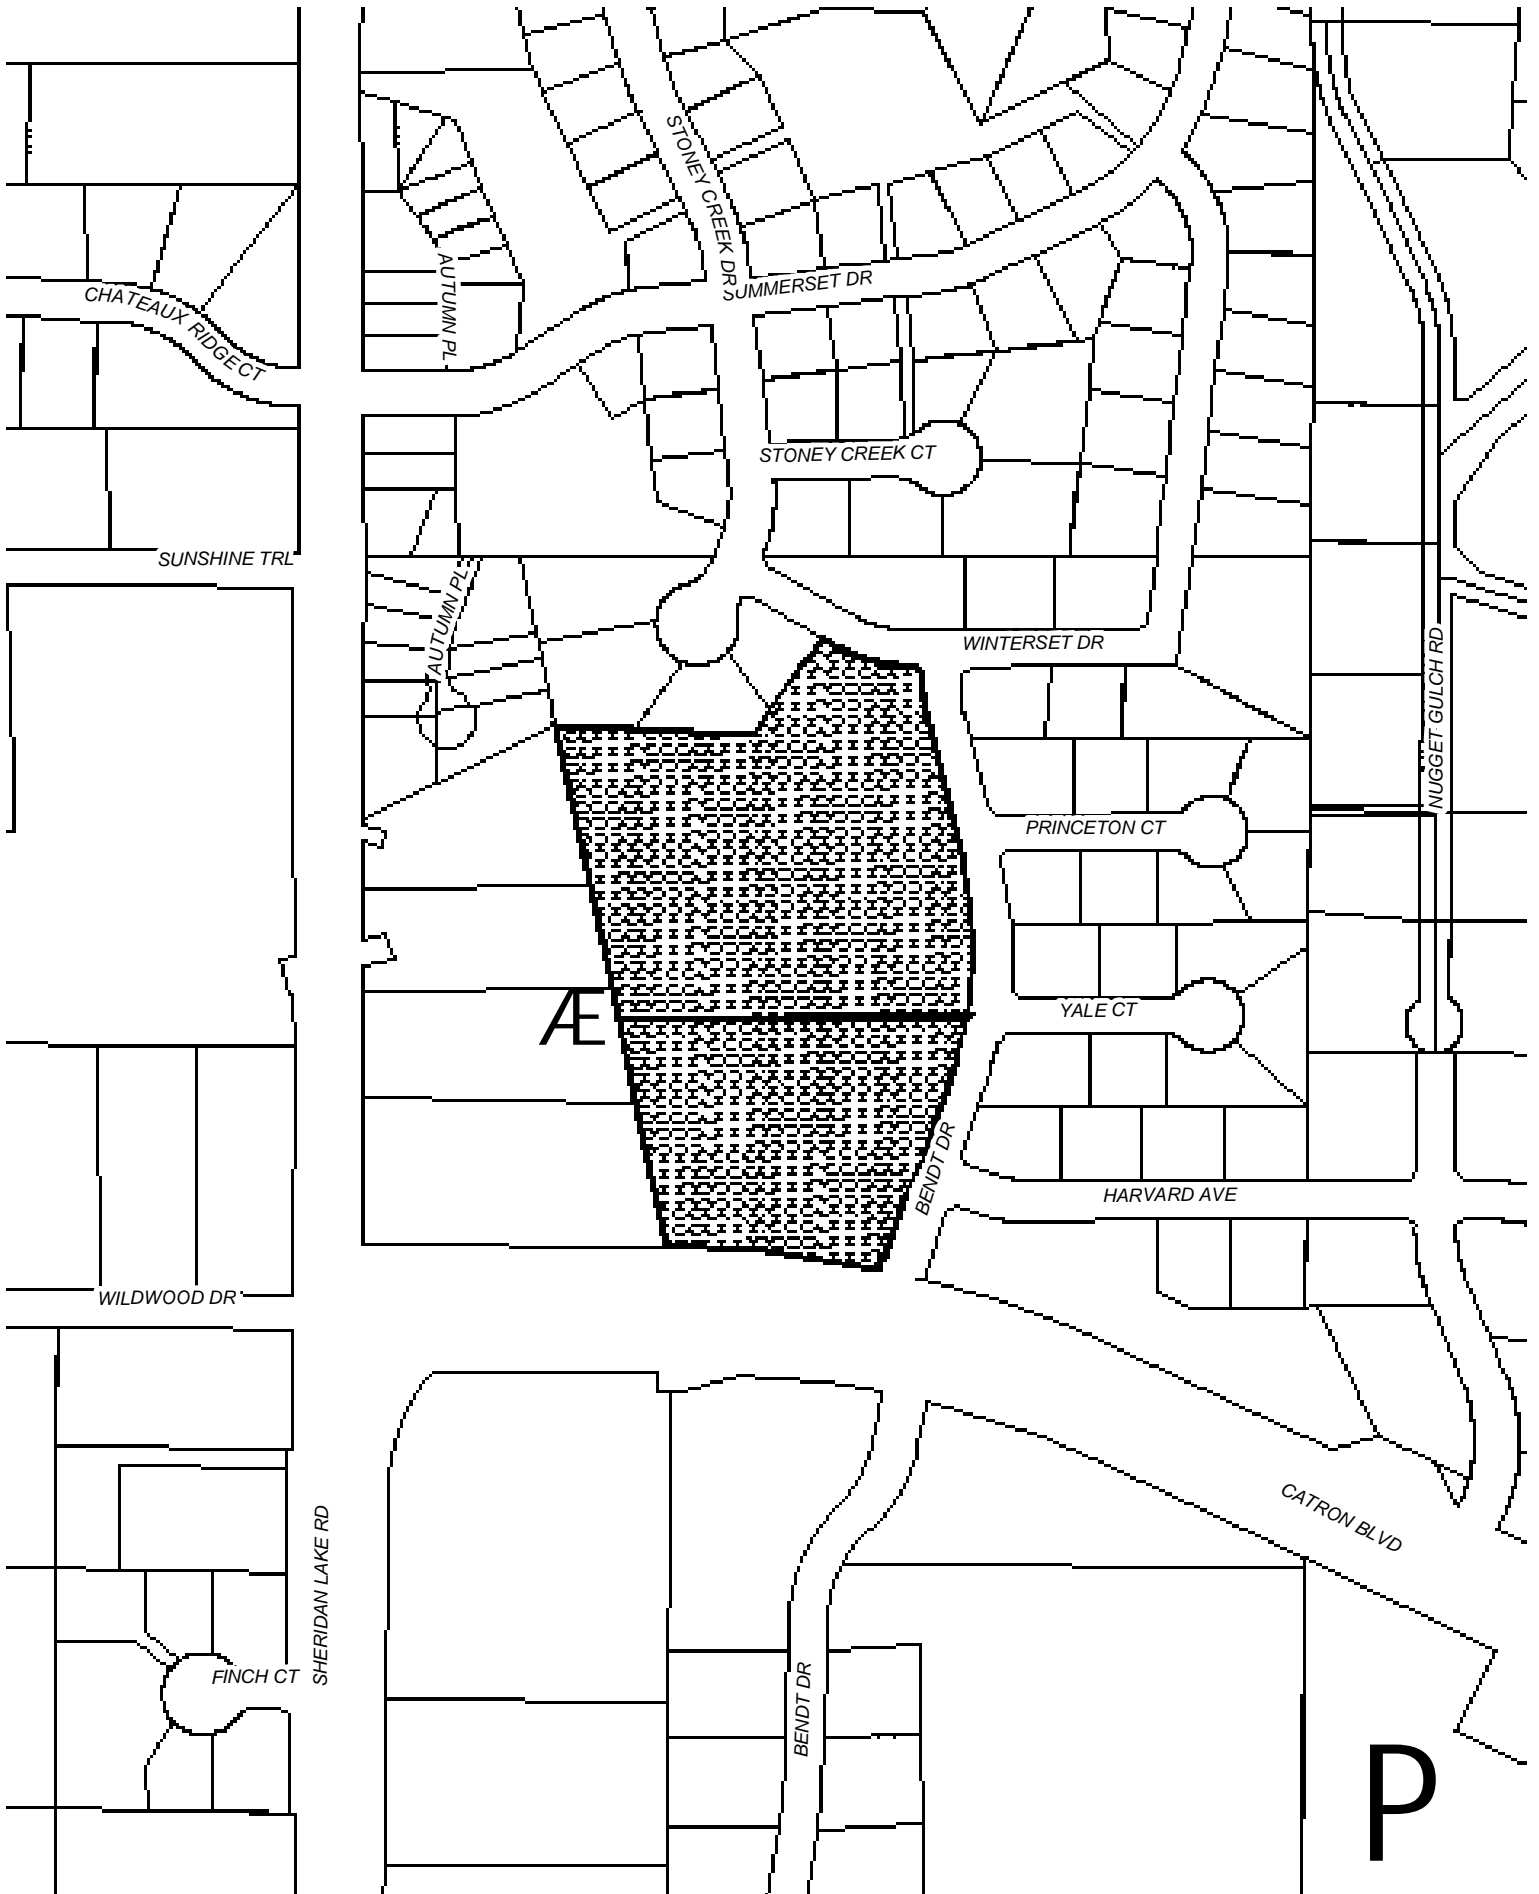 STONEY CREEK DR
AUTUMN PL
SUMMERSET DR
CHATEAUX RIDGE CT
STONEY CREEK CT
SUNSHINE TRL
AUTUMN PL
WINTERSET DR
NUGGET GULCH RD
PRINCETON CT
Æ
YALE CT
BENDT DR
HARVARD AVE
WILDWOOD DR
CATRON BLVD
SHERIDAN LAKE RD
FINCH CT
BENDT DR
P